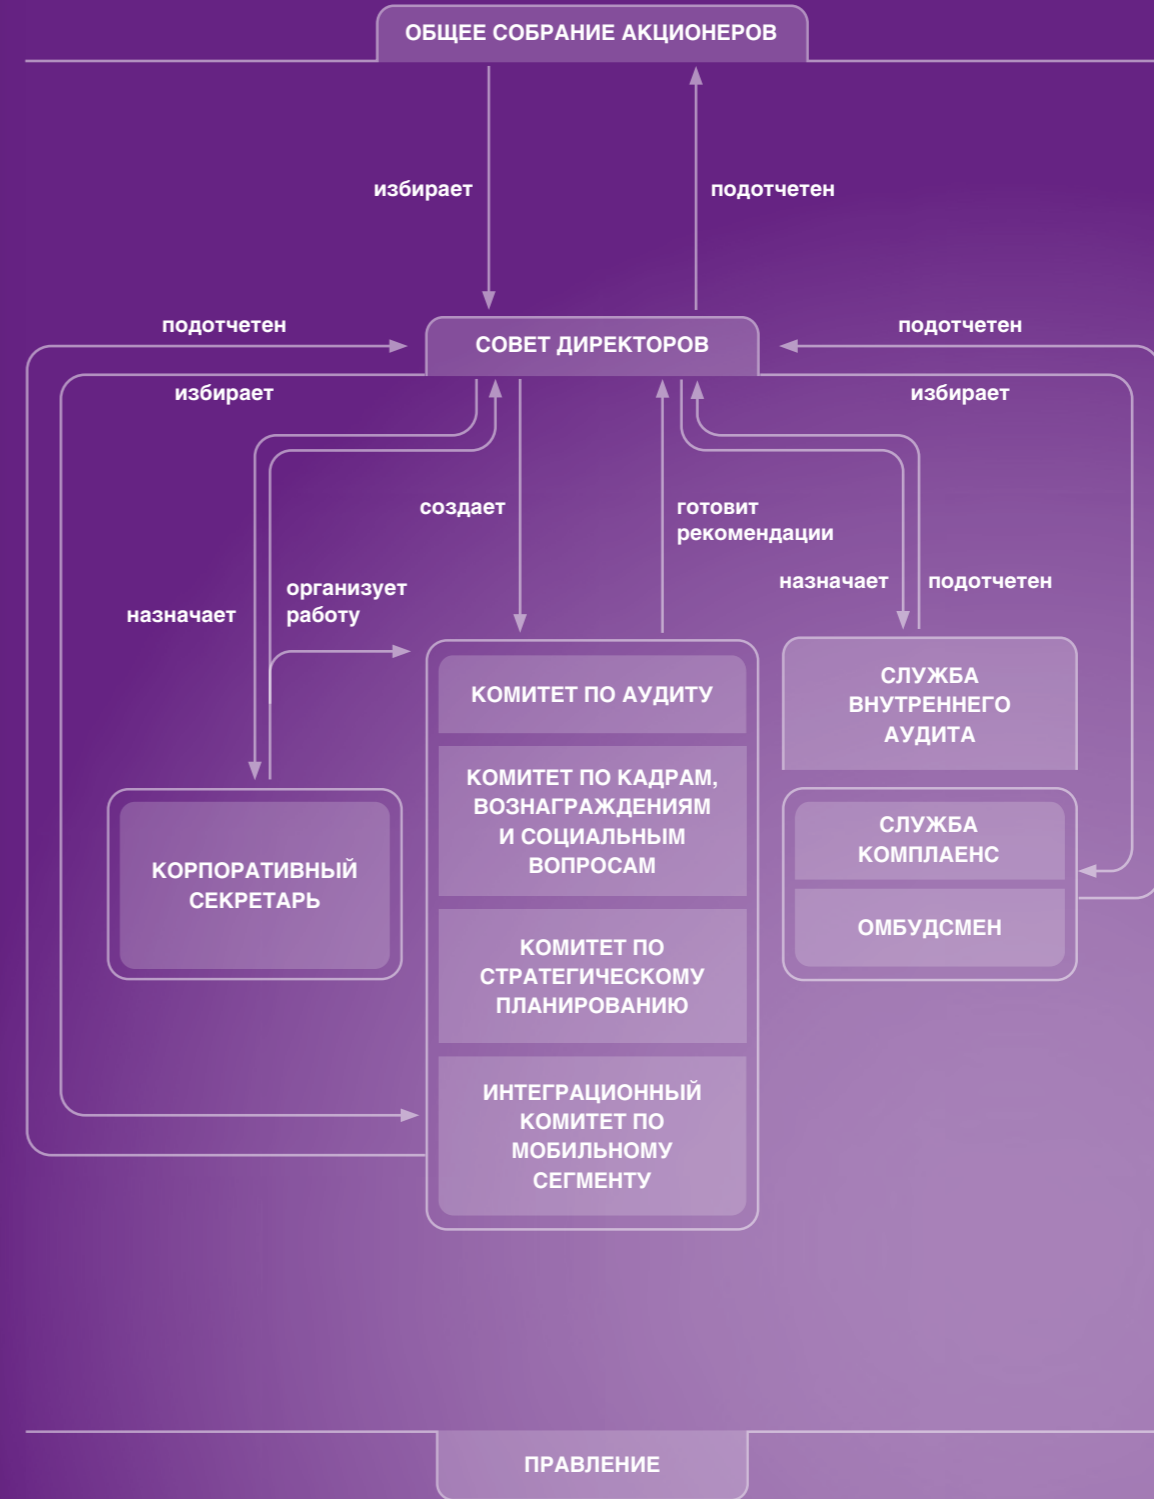 ОБЩЕЕ СОБРАНИЕ АКЦИОНЕРОВ
избирает
подотчетен
подотчетен
СОВЕТ ДИРЕКТОРОВ
подотчетен
избирает
избирает
создает
готовит
рекомендации
назначает
организует
работу
назначает
подотчетен
КОМИТЕТ ПО АУДИТУ
КОМИТЕТ ПО КАДРАМ,
ВОЗНАГРАЖДЕНИЯМ
И СОЦИАЛЬНЫМ
ВОПРОСАМ
КОМИТЕТ ПО
СТРАТЕГИЧЕСКОМУ
ПЛАНИРОВАНИЮ
ИНТЕГРАЦИОННЫЙ
КОМИТЕТ ПО
МОБИЛЬНОМУ
СЕГМЕНТУ
СЛУЖБА
ВНУТРЕННЕГО
АУДИТА
СЛУЖБА
КОМПЛАЕНС
ОМБУДСМЕН
КОРПОРАТИВНЫЙ
СЕКРЕТАРЬ
ПРАВЛЕНИЕ